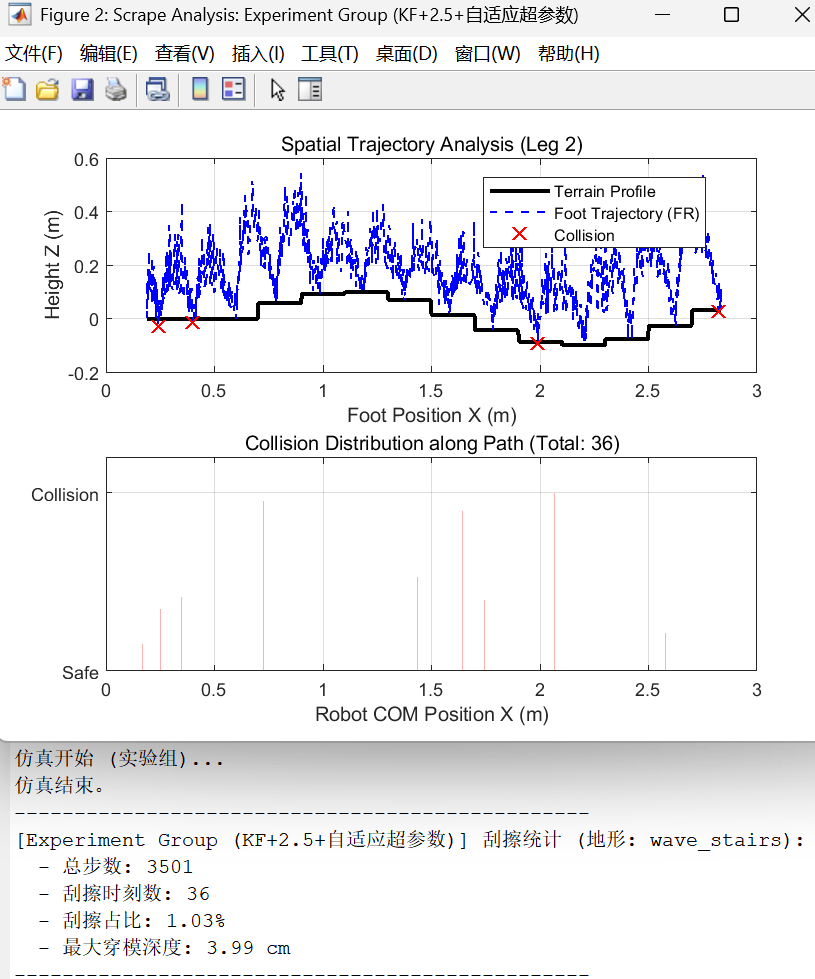 Figure 2: Scrape Analysis: Experiment Group (KF+2.5+自适应超参数)
文件(F) 编辑(E) 查看(V) 插入(I) 工具(T) 桌面(D) 窗口(W) 帮助(H)
Spatial Trajectory Analysis (Leg 2)
0.6
0.4
0.2
0
-0.2
Height Z (m)
Terrain Profile
Foot Trajectory (FR)
Collision
0 0.5 1 1.5 2 2.5 3
Foot Position X (m)
Collision Distribution along Path (Total: 36)
Collision
Safe
0 0.5 1 1.5 2 2.5 3
Robot COM Position X (m)
仿真开始 (实验组)...
仿真结束。
------------------------------------------------
[Experiment Group (KF+2.5+自适应超参数)] 刮擦统计 (地形: wave_stairs):
- 总步数: 3501
- 刮擦时刻数: 36
- 刮擦占比: 1.03%
- 最大穿模深度: 3.99 cm
------------------------------------------------